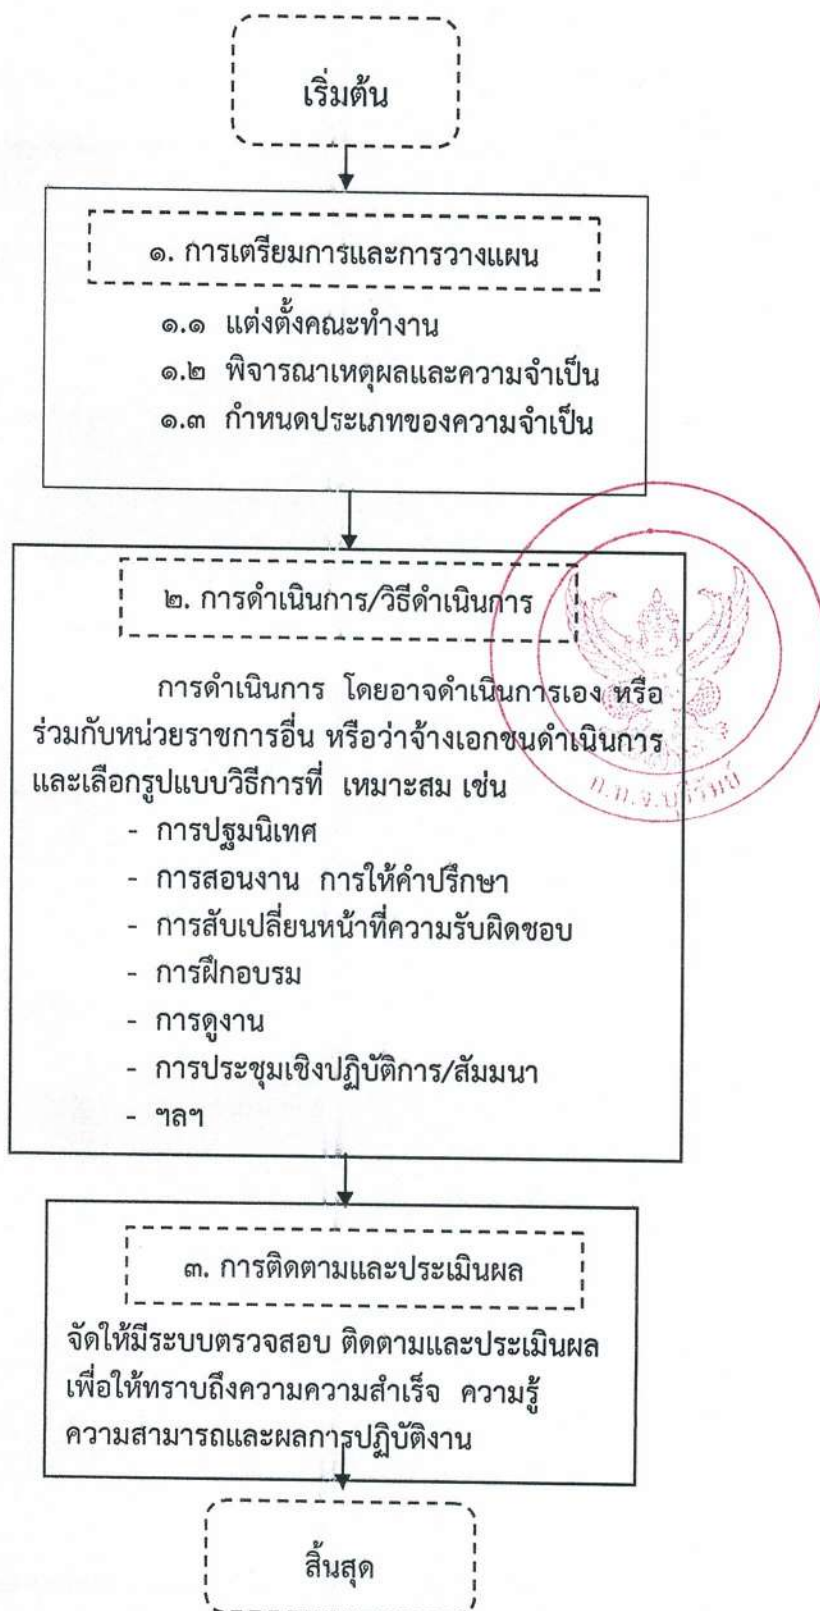 เริ่มต้น
๑. การเตรียมการและการวางแผน
๑.๑ แต่งตั้งคณะทำงาน
๑.๒ พิจารณาเหตุผลและความจำเป็น
๑.๓ กำหนดประเภทของความจำเป็น
๒. การดำเนินการ/วิธีดำเนินการ
การดำเนินการ โดยอาจดำเนินการเอง หรือ
ร่วมกับหน่วยราชการอื่น หรือว่าจ้างเอกชนดำเนินการ
และเลือกรูปแบบวิธีการที่ เหมาะสม เช่น
- การปฐมนิเทศ
- การสอนงาน การให้คำปรึกษา
- การสับเปลี่ยนหน้าที่ความรับผิดชอบ
- การฝึกอบรม
- การดูงาน
- การประชุมเชิงปฏิบัติการ/สัมมนา
- ฯลฯ
ก.ท.จ.บุรีรัมย์
๓. การติดตามและประเมินผล
จัดให้มีระบบตรวจสอบ ติดตามและประเมินผล
เพื่อให้ทราบถึงความความสำเร็จ ความรู้
ความสามารถและผลการปฏิบัติงาน
สิ้นสุด